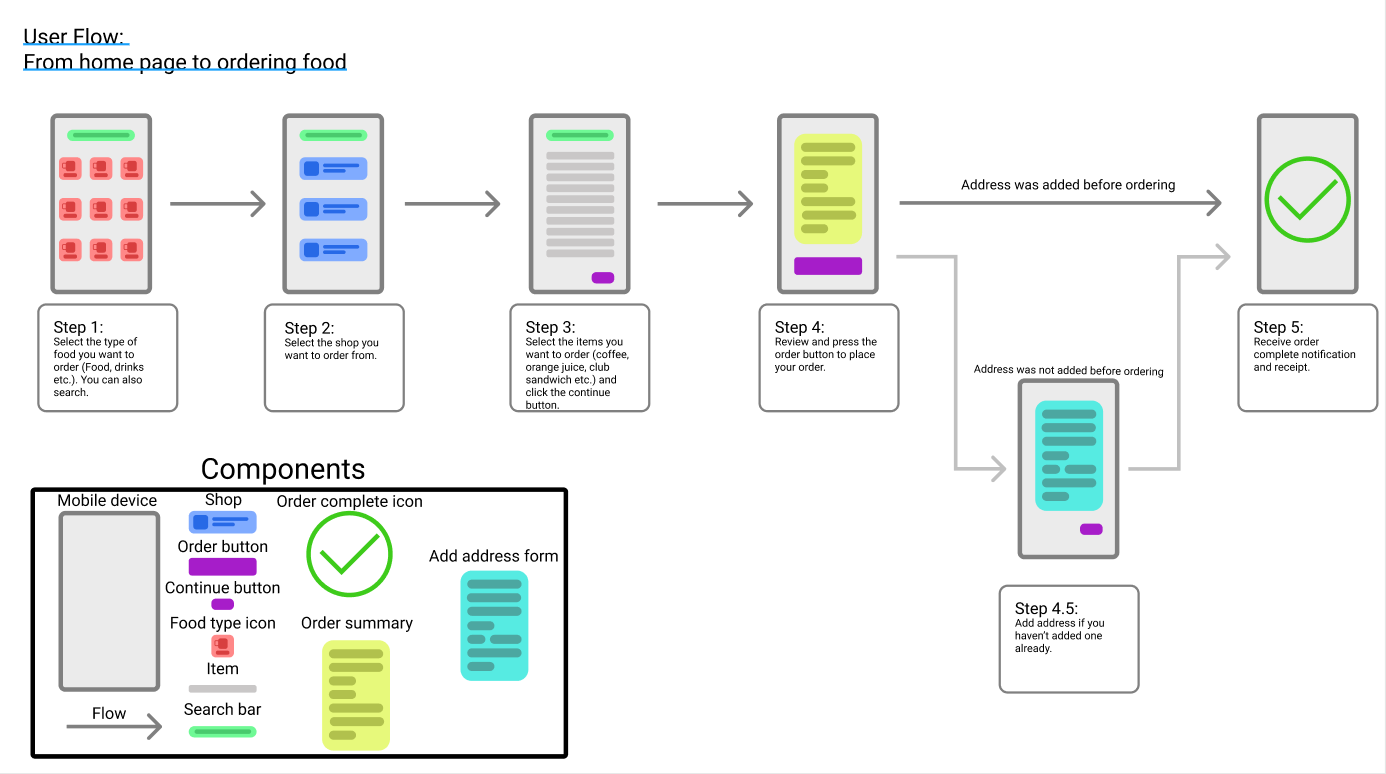 User Flow:
From home page to ordering food
Address was added before ordering
Step 1:
Select the type of
food you want to
order (Food, drinks
etc.). You can also
search.
Step 2:
Select the shop you
want to order from.
Step 3:
Select the items you
want to order (coffee,
orange juice, club
sandwich etc.) and
click the continue
button.
Step 4:
Review and press the
order button to place
your order.
Address was not added before ordering
Step 5:
Receive order
complete notification
and receipt.
Step 4.5:
Add address if you
haven't added one
already.
Components
Mobile device
Flow
Shop
Order button
Continue button
Food type icon
Item
Search bar
Order complete icon
Order summary
Add address form